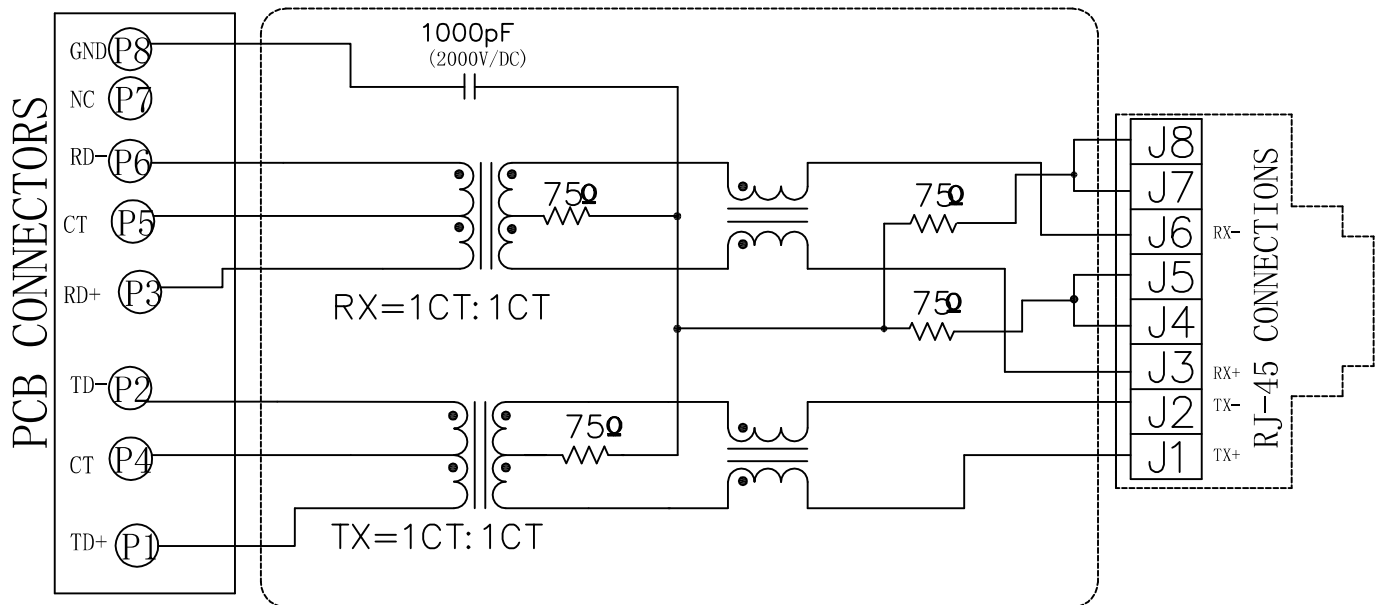 PCB CONNECTORS
GND P8
NC P7
RD- P6
CT P5
RD+ P3
TD- P2
CT P4
TD+ P1
1000pF
(2000V/DC)
75Ω
RX=1CT: 1CT
75Ω
75Ω
75Ω
TX=1CT: 1CT
J8
J7
J6 RX-
J5
J4
J3 RX+
J2 TX-
J1 TX+
RJ-45 CONNECTIONS